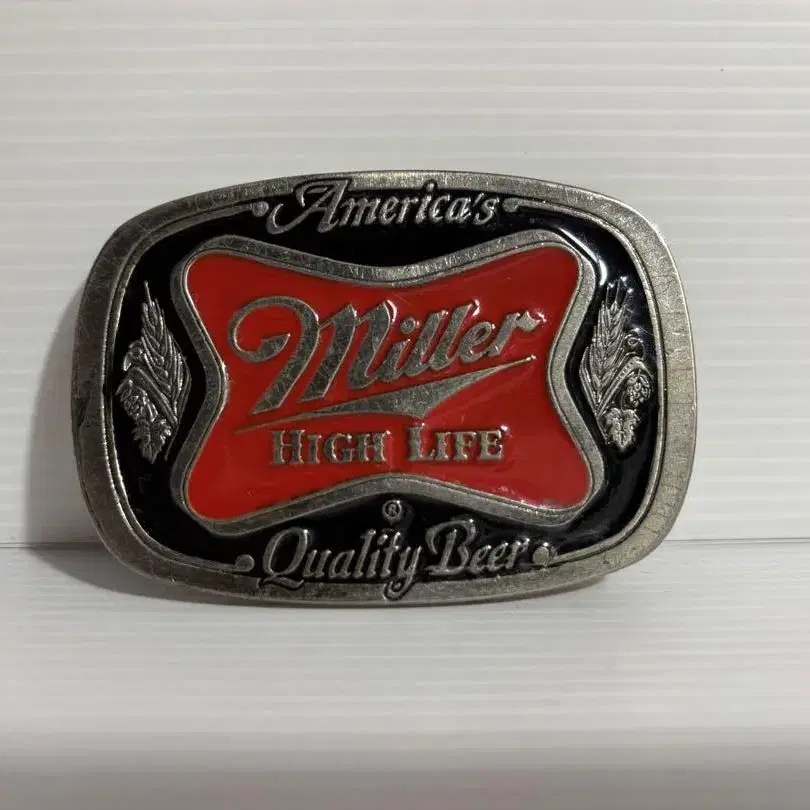 America's
Miller
HIGH LIFE
®
Quality Beer